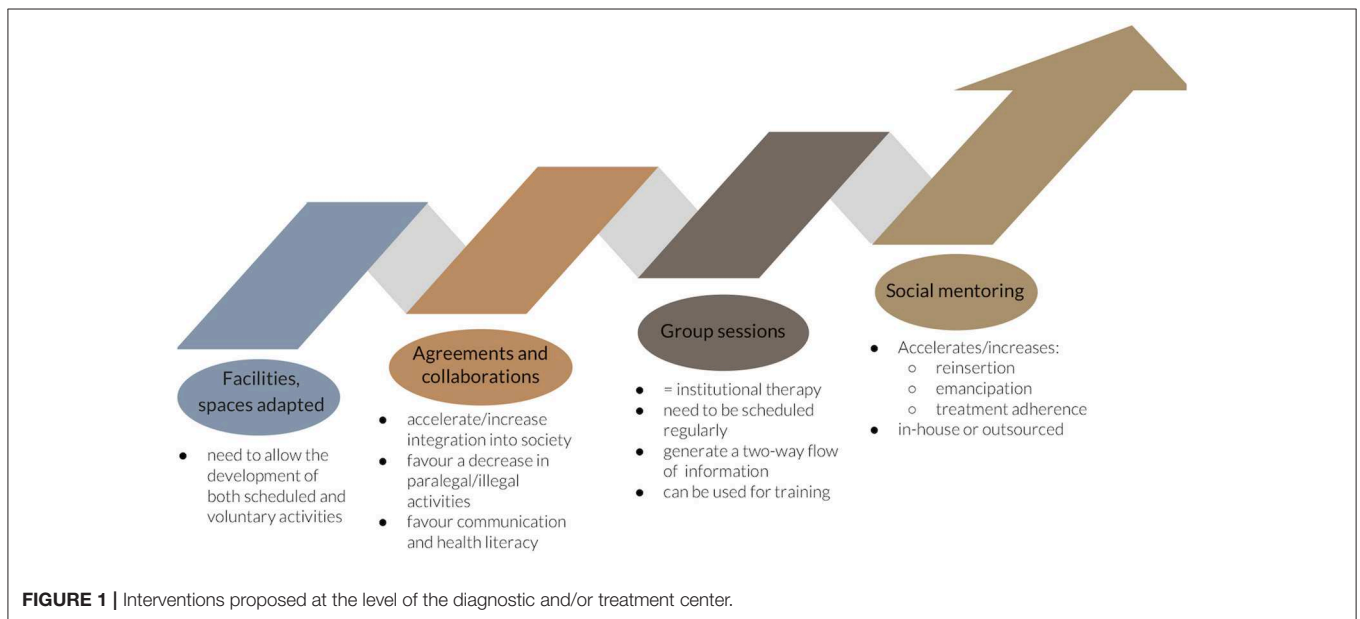 Facilities,
spaces adapted
● need to allow the
development of
both scheduled and
voluntary activities
Agreements and
collaborations
● accelerate/increase
integration into society
● favour a decrease in
paralegal/illegal
activities
● favour communication
and health literacy
Group sessions
● = institutional therapy
● need to be scheduled
regularly
● generate a two-way flow
of information
● can be used for training
Social mentoring
● Accelerates/increases:
○ reinsertion
○ emancipation
○ treatment adherence
● in-house or outsourced
FIGURE 1 | Interventions proposed at the level of the diagnostic and/or treatment center.